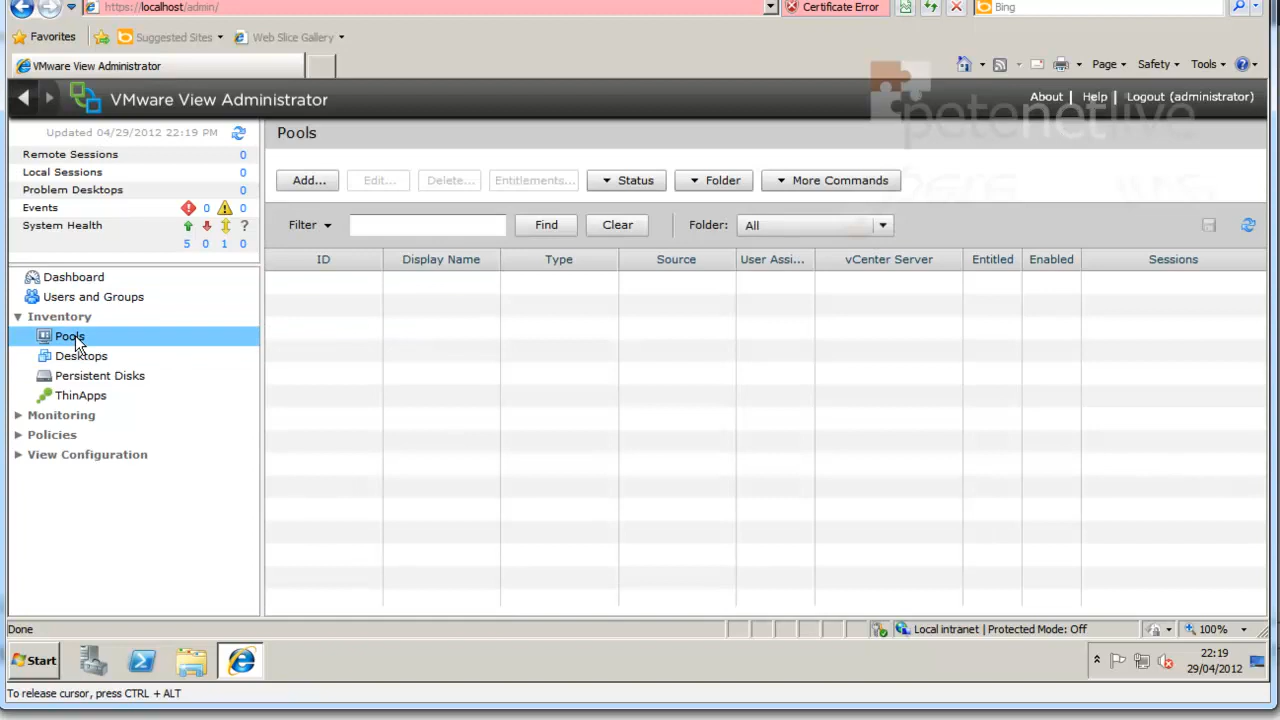 https://localhost/admin/
Certificate Error
Bing
Favorites
Suggested Sites
Web Slice Gallery
VMware View Administrator
Page
Safety
Tools
VMware View Administrator
About | Help | Logout (administrator)
petenetlive
Updated 04/29/2012 22:19 PM
Remote Sessions 0
Local Sessions 0
Problem Desktops 0
Events 0 0
System Health ?
5 0 1 0
Dashboard
Users and Groups
Inventory
Pools
Desktops
Persistent Disks
ThinApps
Monitoring
Policies
View Configuration
Pools
Add... Edit... Delete... Entitlements... Status Folder More Commands
Filter Find Clear Folder: All
ID Display Name Type Source User Assi... vCenter Server Entitled Enabled Sessions
Done
Local intranet | Protected Mode: Off
100%
Start
22:19
29/04/2012
To release cursor, press CTRL + ALT